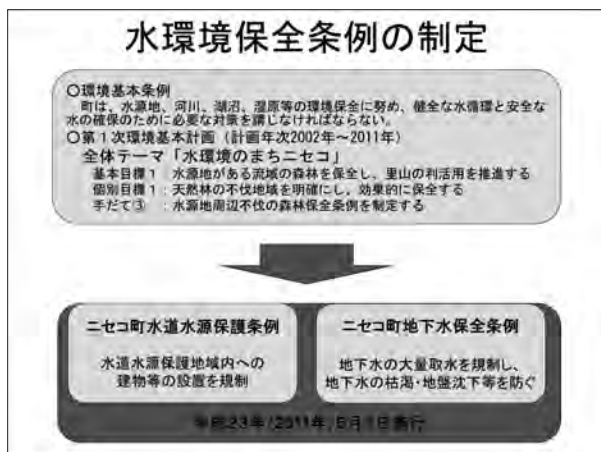 水環境保全条例の制定
〇環境基本条例
町は、水源地、河川、湖沼、湿原等の環境保全に努め、健全な水循環と安全な
水の確保のために必要な対策を講じなければならない。
〇第1次環境基本計画（計画年次2002年～2011年）
全体テーマ「水環境のまちニセコ」
基本目標1：水源地がある流域の森林を保全し、里山の利活用を推進する
個別目標1：天然林の不伐地域を明確にし、効果的に保全する
手だて③：水源地周辺不伐の森林保全条例を制定する
ニセコ町水道水源保護条例
水道水源保護地域内への
建物等の設置を規制
ニセコ町地下水保全条例
地下水の大量取水を規制し、
地下水の枯渇・地盤沈下等を防ぐ
平成23年/2011年/5月1日施行